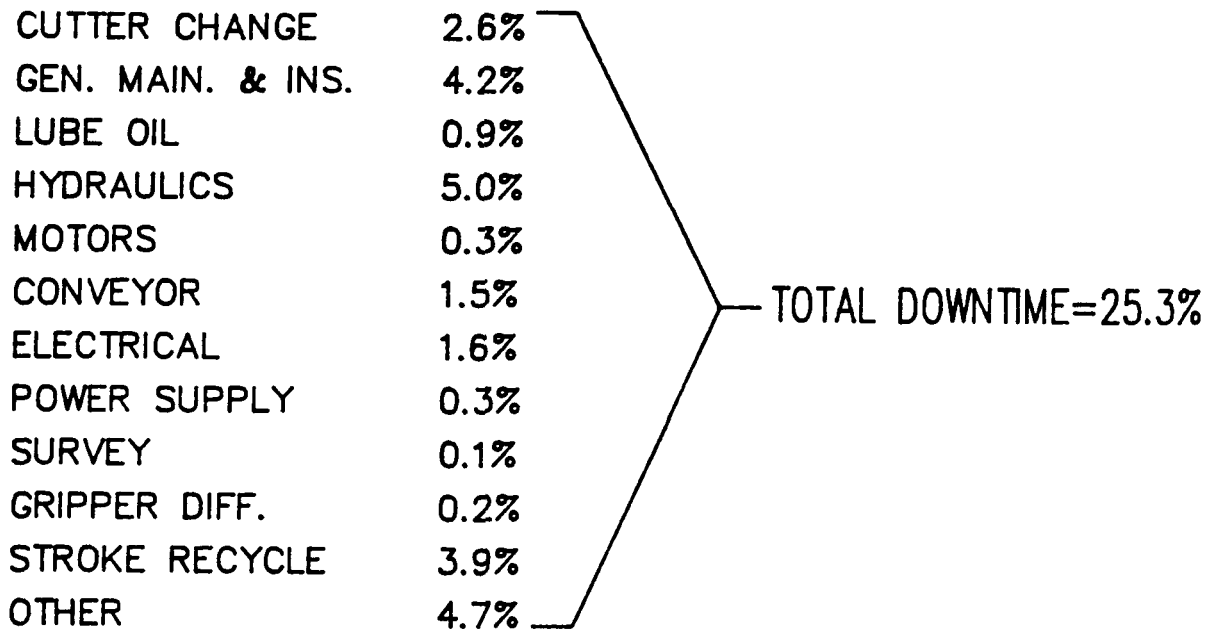 CUTTER CHANGE 2.6%
GEN. MAIN. & INS. 4.2%
LUBE OIL 0.9%
HYDRAULICS 5.0%
MOTORS 0.3%
CONVEYOR 1.5%
TOTAL DOWNTIME=25.3%
ELECTRICAL 1.6%
POWER SUPPLY 0.3%
SURVEY 0.1%
GRIPPER DIFF. 0.2%
STROKE RECYCLE 3.9%
OTHER 4.7%